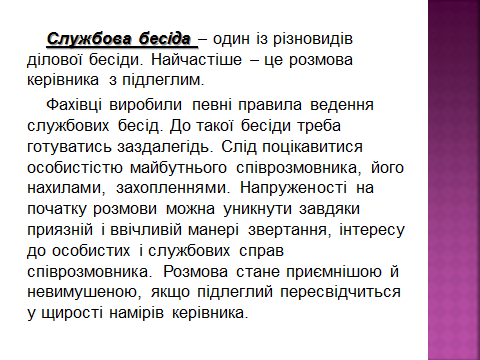 Службова бесіда – один із різновидів
ділової бесіди. Найчастіше – це розмова
керівника з підлеглим.
Фахівці виробили певні правила ведення
службових бесід. До такої бесіди треба
готуватись заздалегідь. Слід поцікавитися
особистістю майбутнього співрозмовника, його
нахилами, захопленнями. Напруженості на
початку розмови можна уникнути завдяки
приязній і ввічливій манері звертання, інтересу
до особистих і службових справ
співрозмовника. Розмова стане приємнішою й
невимушеною, якщо підлеглий пересвідчиться
у щирості намірів керівника.